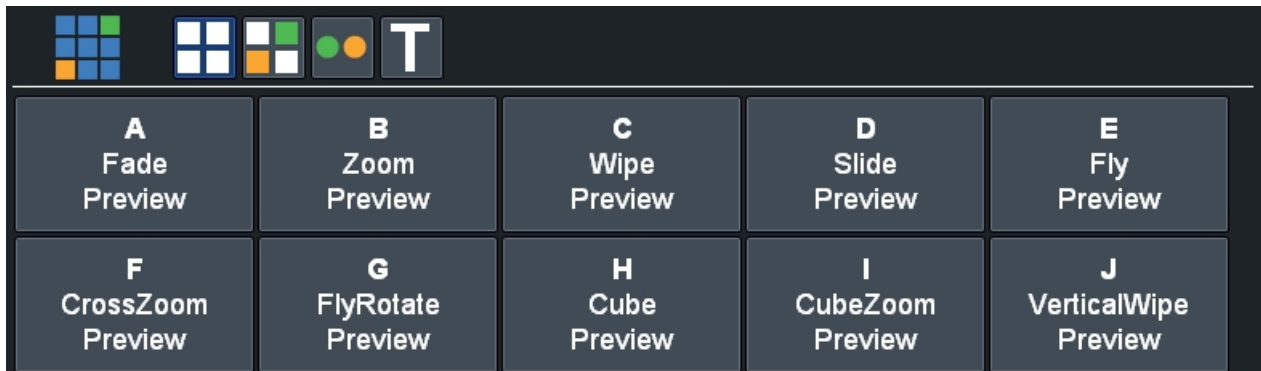 T
A
Fade
Preview
B
Zoom
Preview
C
Wipe
Preview
D
Slide
Preview
E
Fly
Preview
F
CrossZoom
Preview
G
FlyRotate
Preview
H
Cube
Preview
I
CubeZoom
Preview
J
VerticalWipe
Preview